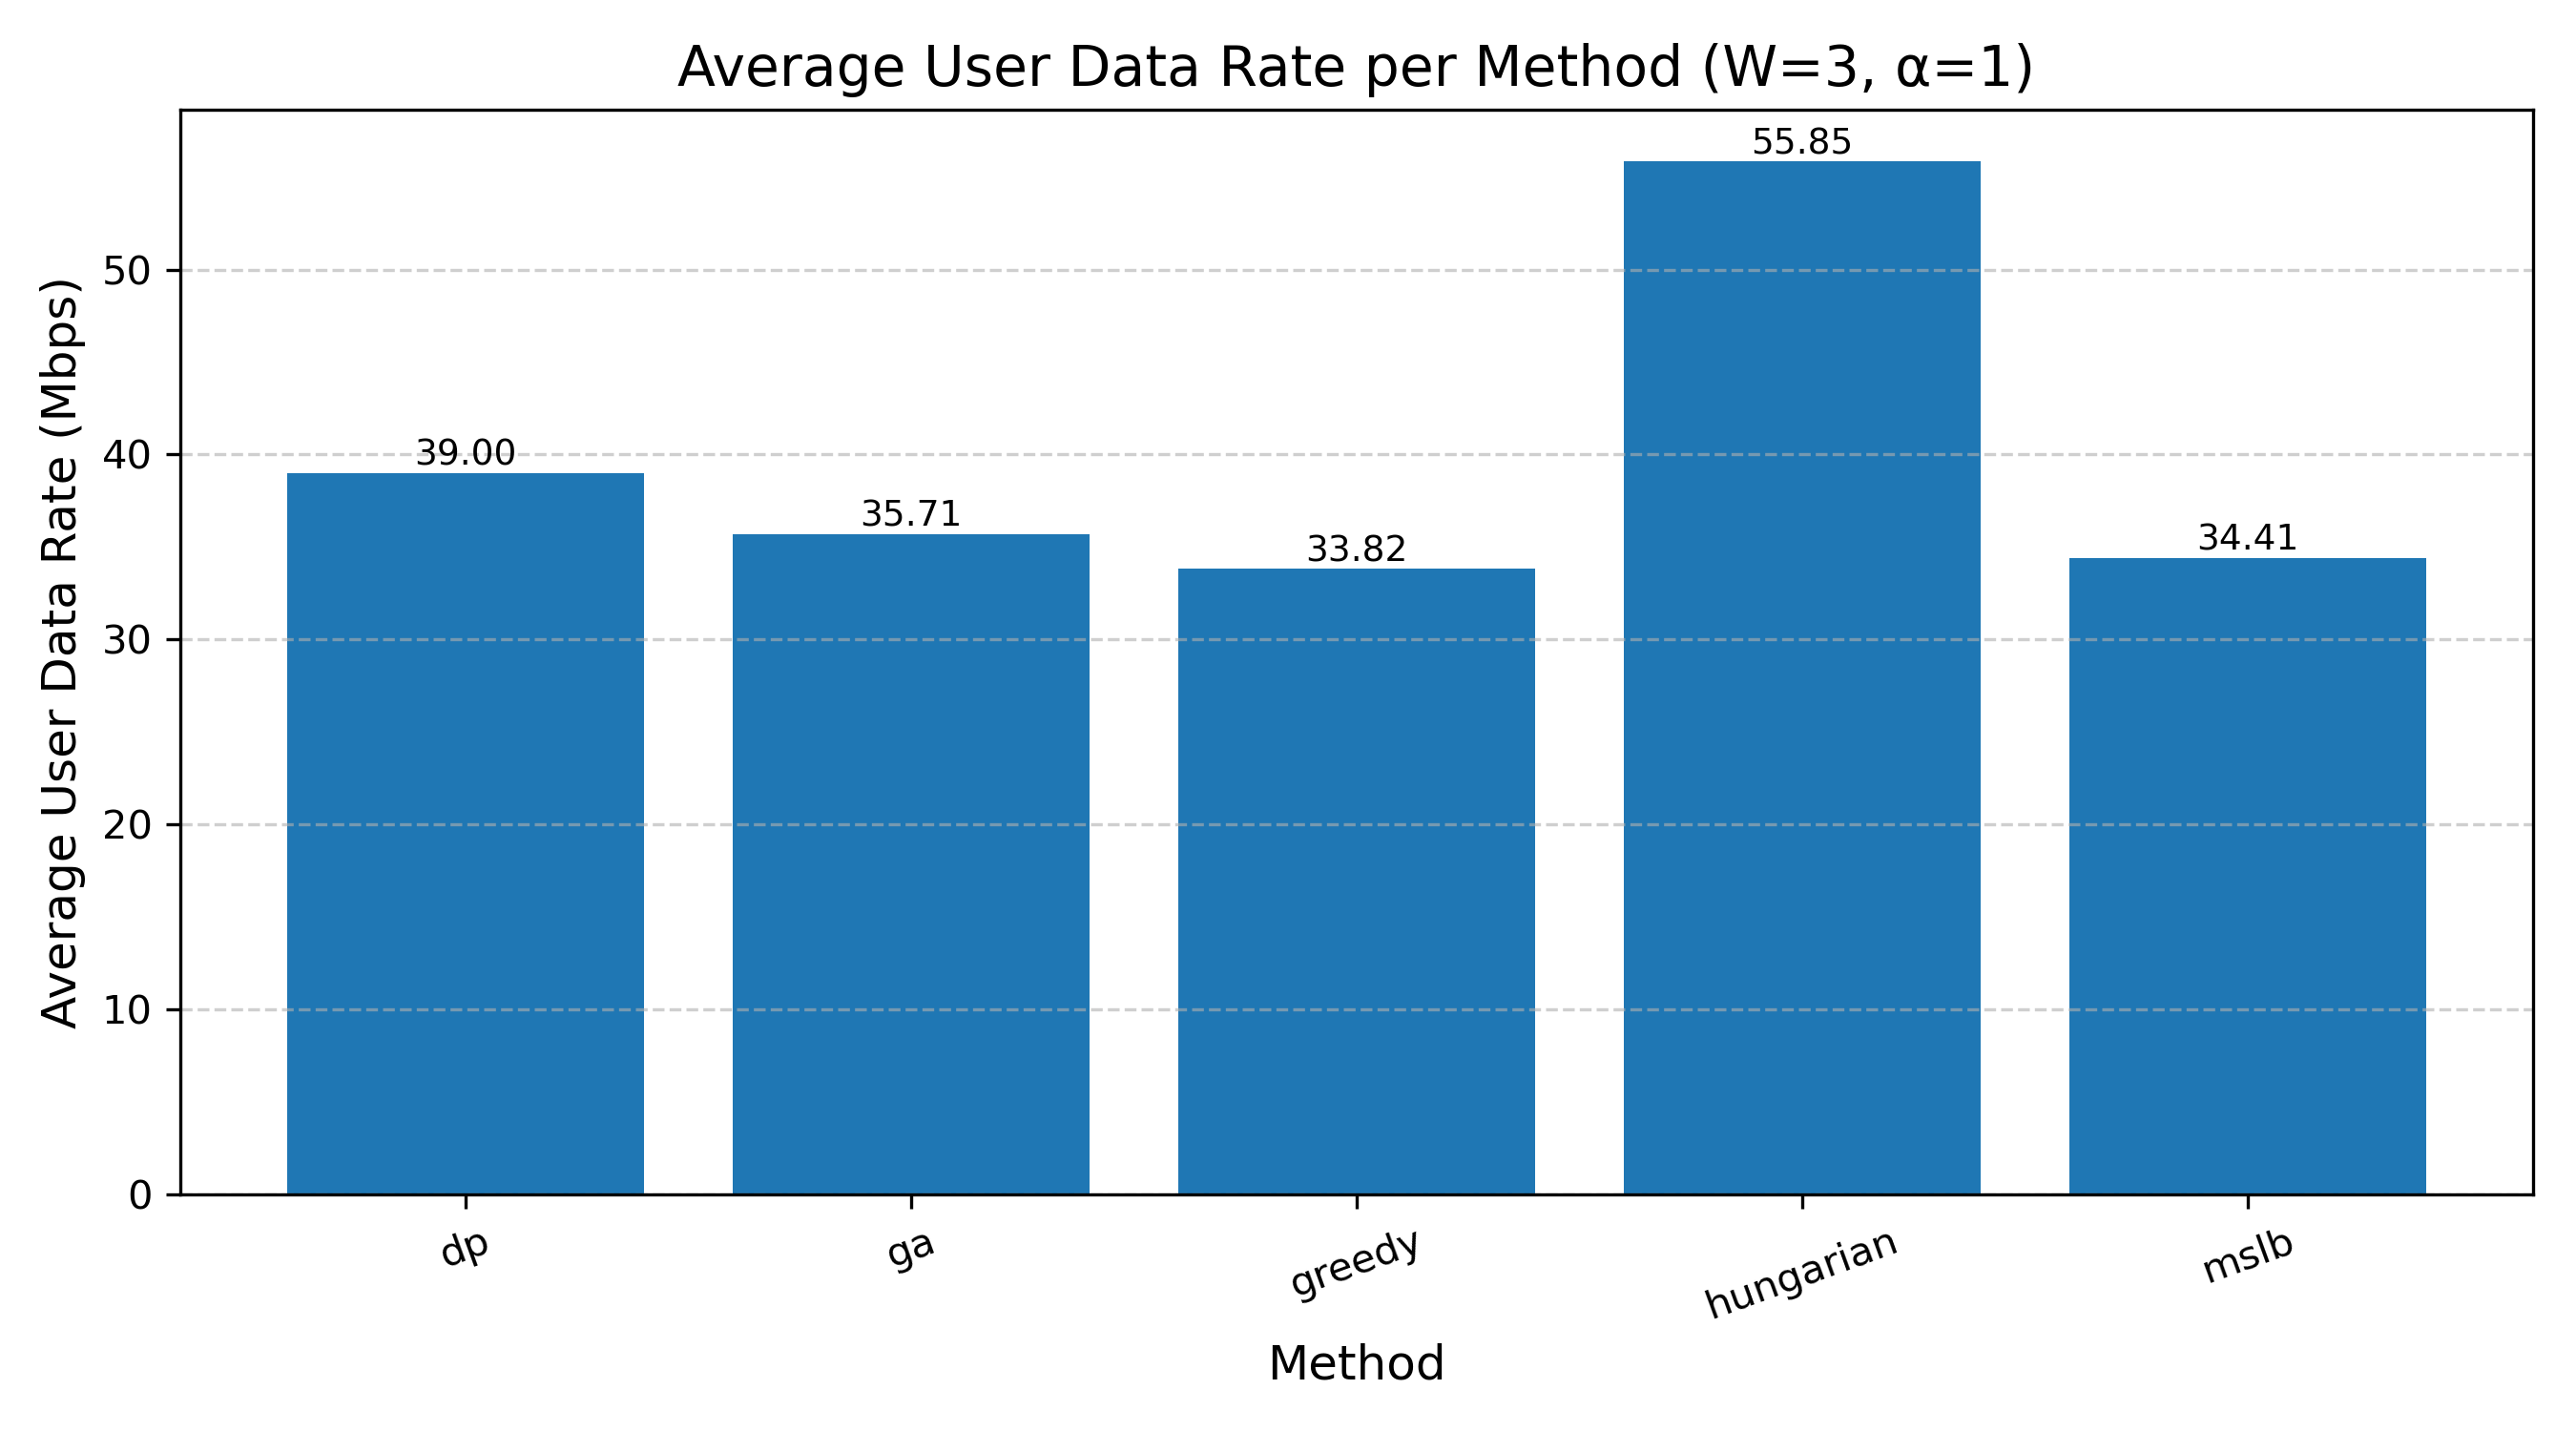 Average User Data Rate per Method (W=3, α=1)
Average User Data Rate (Mbps)
50
40
30
20
10
0
39.00
35.71
33.82
55.85
34.41
dp
ga
greedy
hungarian
mslb
Method